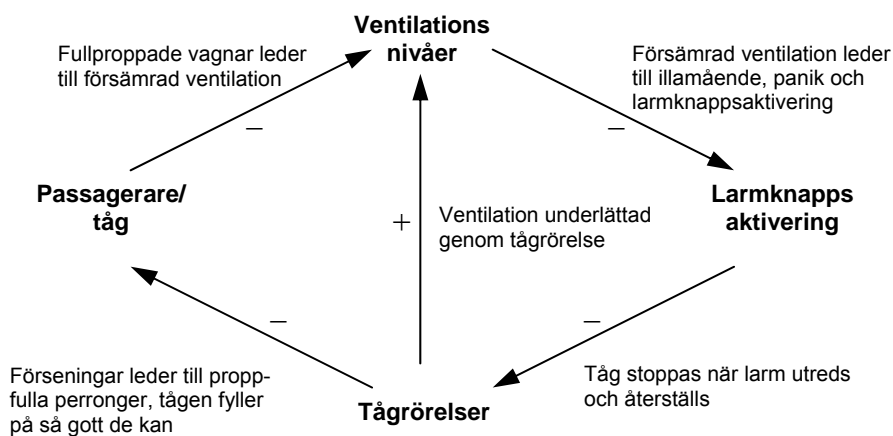 Ventilations
nivåer
Fullproppade vagnar leder
till försämrad ventilation
Försämrad ventilation leder
till illamående, panik och
larmknappsaktivering
–
–
Passagerare/
tåg
Larmknapps
aktivering
+
Ventilation underlättad
genom tågrörelse
–
–
Förseningar leder till propp-
fulla perronger, tågen fyller
på så gott de kan
Tåg stoppas när larm utreds
och återställs
Tågrörelser